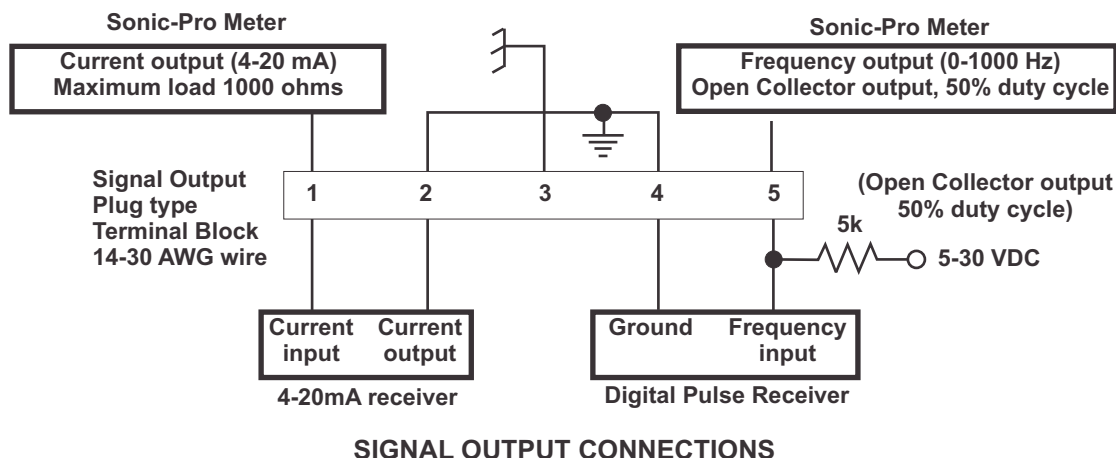 Sonic-Pro Meter
Current output (4-20 mA)
Maximum load 1000 ohms
Sonic-Pro Meter
Frequency output (0-1000 Hz)
Open Collector output, 50% duty cycle
Signal Output
Plug type
Terminal Block
14-30 AWG wire
1 2 3 4 5
(Open Collector output
50% duty cycle)
5k
5-30 VDC
Current
input
Current
output
4-20mA receiver
Ground
Frequency
input
Digital Pulse Receiver
SIGNAL OUTPUT CONNECTIONS